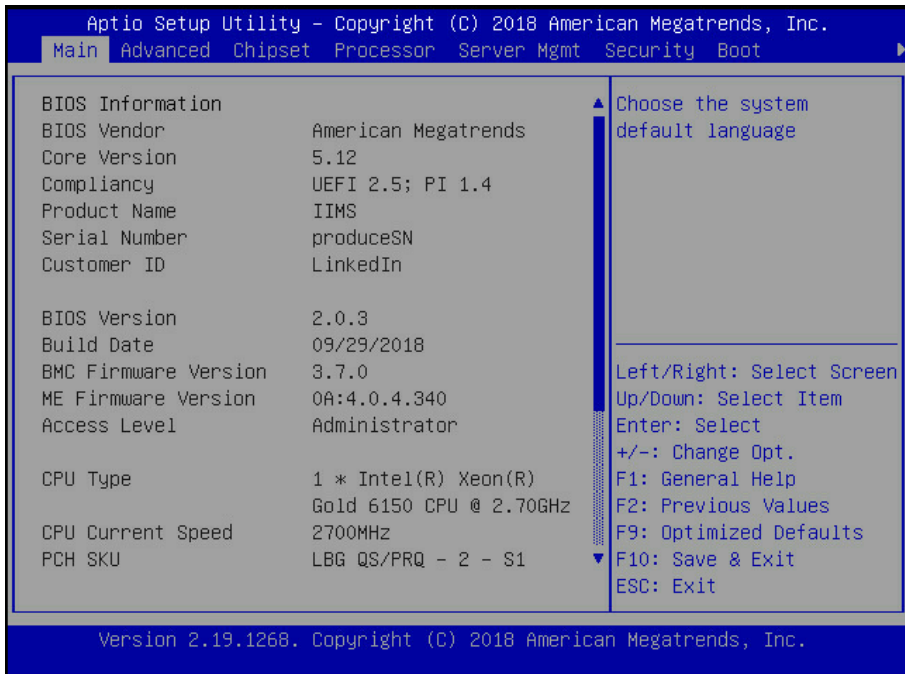 Aptio Setup Utility – Copyright (C) 2018 American Megatrends, Inc.
Main Advanced Chipset Processor Server Mgmt Security Boot
BIOS Information
BIOS Vendor American Megatrends
Core Version 5.12
Compliancy UEFI 2.5; PI 1.4
Product Name IIMS
Serial Number produceSN
Customer ID LinkedIn
BIOS Version 2.0.3
Build Date 09/29/2018
BMC Firmware Version 3.7.0
ME Firmware Version 0A:4.0.4.340
Access Level Administrator
CPU Type 1 * Intel(R) Xeon(R)
Gold 6150 CPU @ 2.70GHz
CPU Current Speed 2700MHz
PCH SKU LBG QS/PRQ – 2 – S1
Choose the system
default language
Left/Right: Select Screen
Up/Down: Select Item
Enter: Select
+/–: Change Opt.
F1: General Help
F2: Previous Values
F9: Optimized Defaults
F10: Save & Exit
ESC: Exit
Version 2.19.1268. Copyright (C) 2018 American Megatrends, Inc.